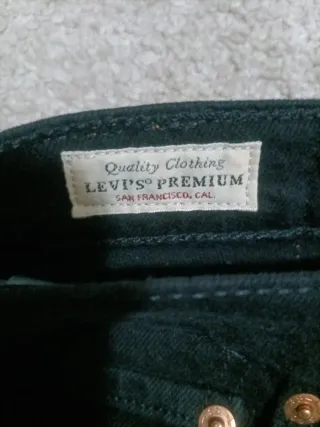 Quality Clothing
LEVI'S® PREMIUM
SAN FRANCISCO, CAL.